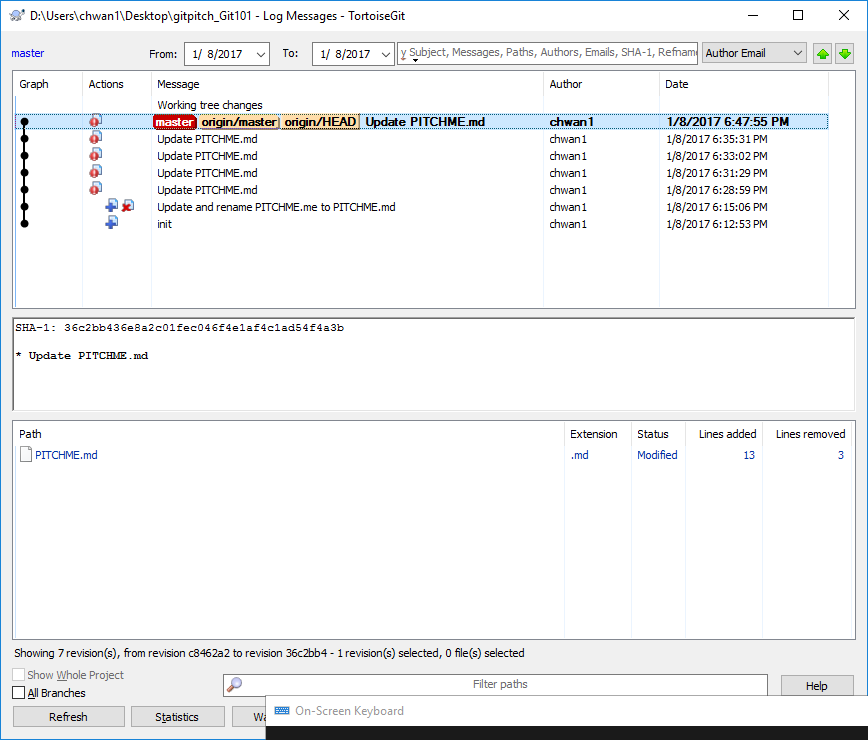 D:\Users\chwan1\Desktop\gitpitch_Git101 - Log Messages - TortoiseGit
master From: 1/ 8/2017 To: 1/ 8/2017 Subject, Messages, Paths, Authors, Emails, SHA-1, Refname Author Email
Graph Actions Message Author Date
Working tree changes
master origin/master origin/HEAD Update PITCHME.md chwan1 1/8/2017 6:47:55 PM
Update PITCHME.md chwan1 1/8/2017 6:35:31 PM
Update PITCHME.md chwan1 1/8/2017 6:33:02 PM
Update PITCHME.md chwan1 1/8/2017 6:31:29 PM
Update PITCHME.md chwan1 1/8/2017 6:28:59 PM
Update and rename PITCHME.me to PITCHME.md chwan1 1/8/2017 6:15:06 PM
init chwan1 1/8/2017 6:12:53 PM
SHA-1: 36c2bb436e8a2c01fec046f4e1af4c1ad54f4a3b
* Update PITCHME.md
Path Extension Status Lines added Lines removed
PITCHME.md .md Modified 13 3
Showing 7 revision(s), from revision c8462a2 to revision 36c2bb4 - 1 revision(s) selected, 0 file(s) selected
Show Whole Project
All Branches Filter paths Help
Refresh Statistics Wa On-Screen Keyboard